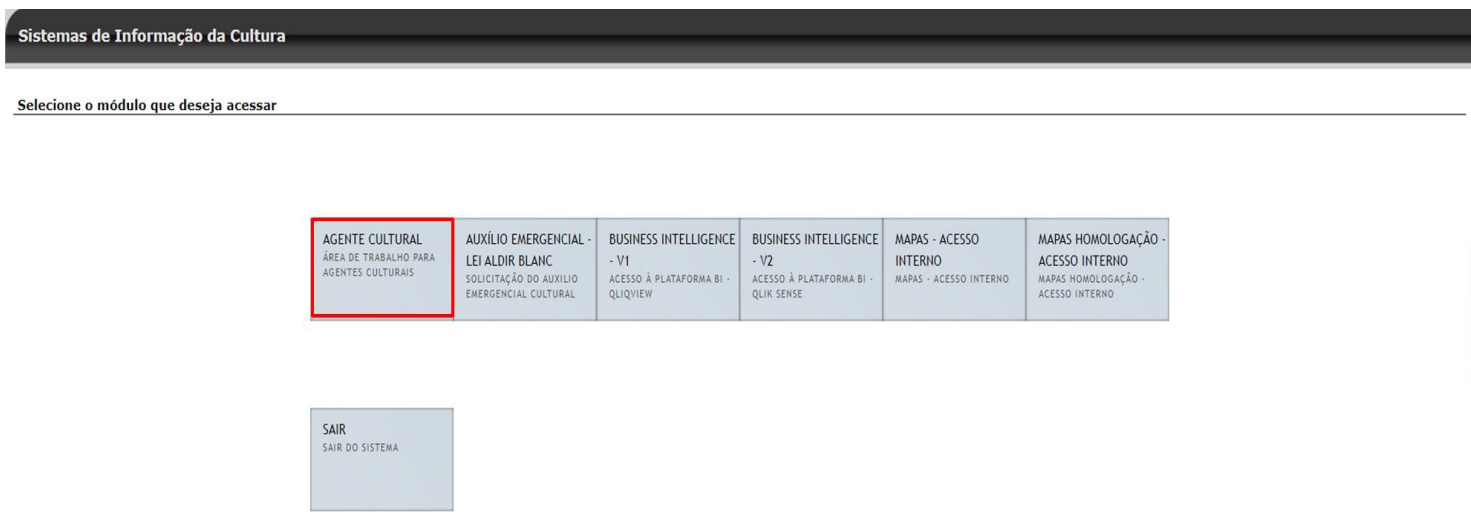 Sistemas de Informação da Cultura
Selecione o módulo que deseja acessar
AGENTE CULTURAL
ÁREA DE TRABALHO PARA
AGENTES CULTURAIS
AUXÍLIO EMERGENCIAL -
LEI ALDIR BLANC
SOLICITAÇÃO DO AUXILIO
EMERGENCIAL CULTURAL
BUSINESS INTELLIGENCE
- V1
ACESSO À PLATAFORMA BI -
QLIQVIEW
BUSINESS INTELLIGENCE
- V2
ACESSO À PLATAFORMA BI -
QLIK SENSE
MAPAS - ACESSO
INTERNO
MAPAS - ACESSO INTERNO
MAPAS HOMOLOGAÇÃO -
ACESSO INTERNO
MAPAS HOMOLOGAÇÃO -
ACESSO INTERNO
SAIR
SAIR DO SISTEMA